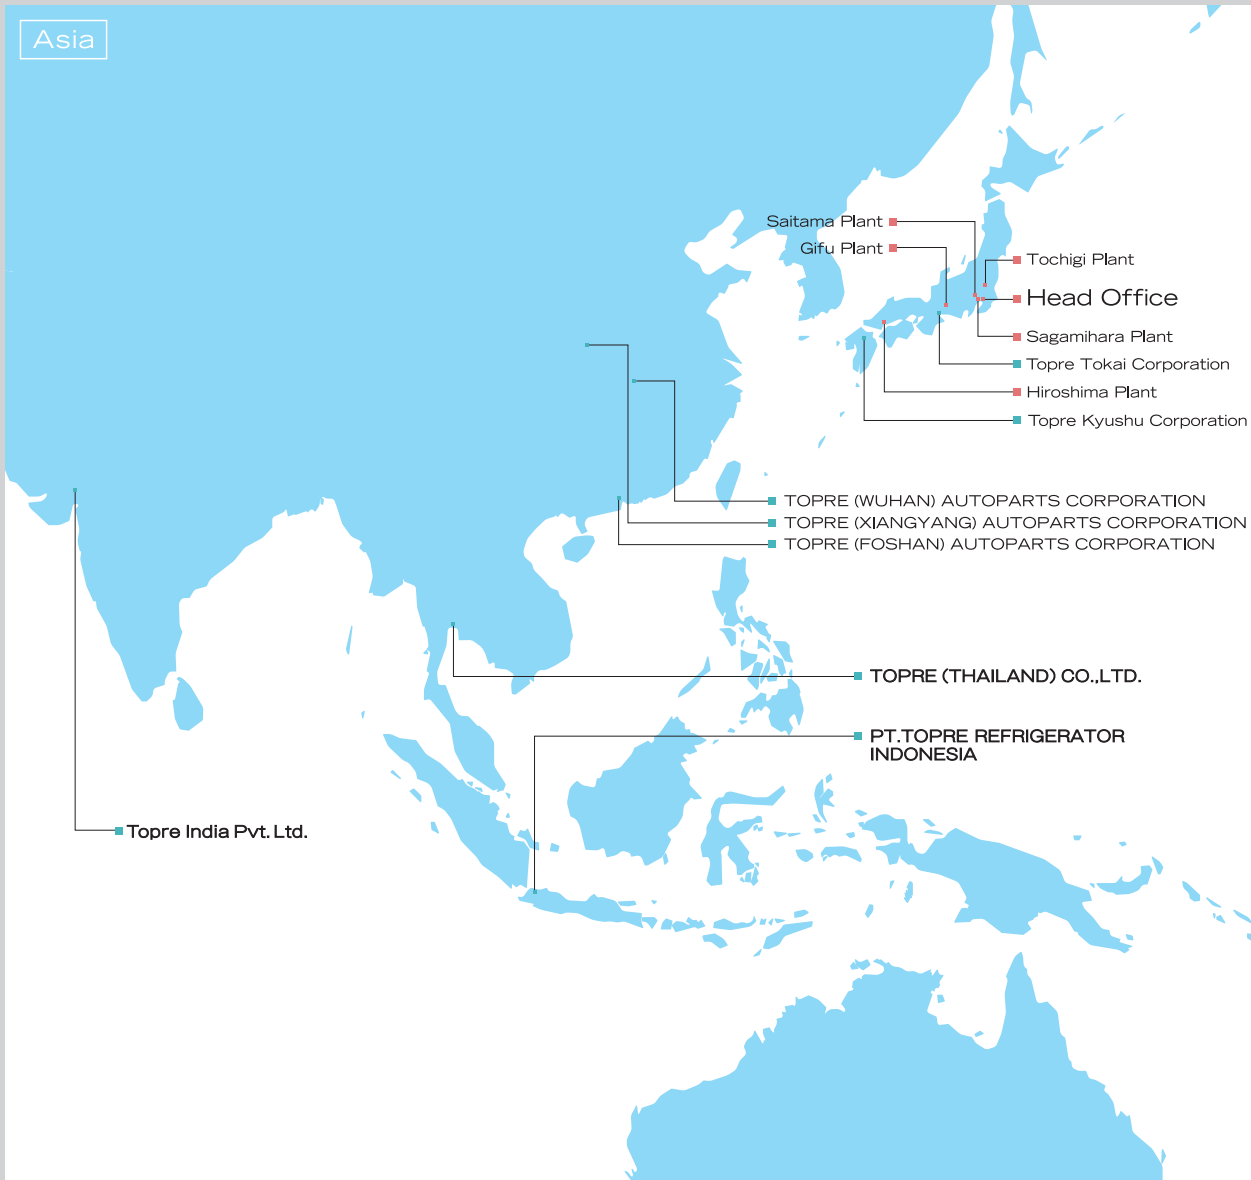 Asia
Saitama Plant
Gifu Plant
Tochigi Plant
Head Office
Sagamihara Plant
Topre Tokai Corporation
Hiroshima Plant
Topre Kyushu Corporation
TOPRE (WUHAN) AUTOPARTS CORPORATION
TOPRE (XIANGYANG) AUTOPARTS CORPORATION
TOPRE (FOSHAN) AUTOPARTS CORPORATION
TOPRE (THAILAND) CO.,LTD.
PT.TOPRE REFRIGERATOR
INDONESIA
Topre India Pvt. Ltd.